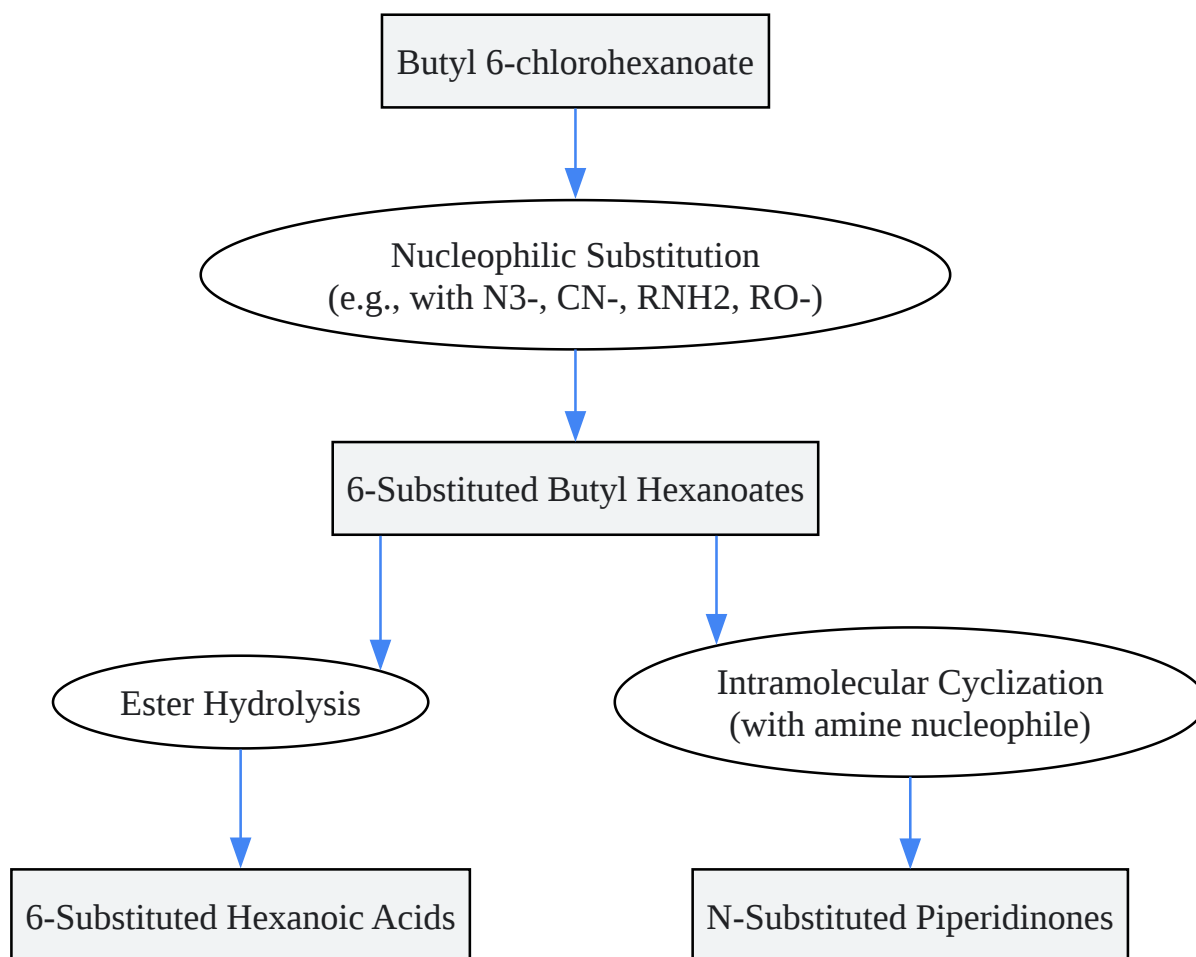 Butyl 6-chlorohexanoate
Nucleophilic Substitution
(e.g., with N3-, CN-, RNH2, RO-)
6-Substituted Butyl Hexanoates
Ester Hydrolysis
Intramolecular Cyclization
(with amine nucleophile)
6-Substituted Hexanoic Acids
N-Substituted Piperidinones